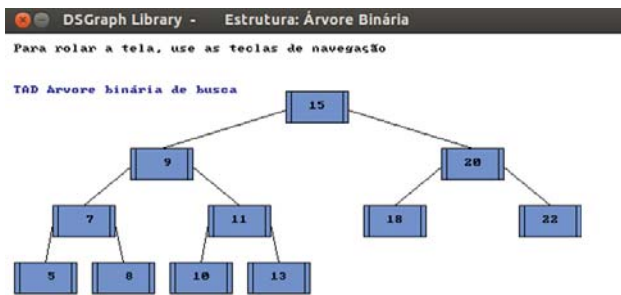 DSGraph Library - Estrutura: Árvore Binária
Para rolar a tela, use as teclas de navegação
TAD Arvore binária de busca
15
9 20
7 11 18 22
5 8 10 13